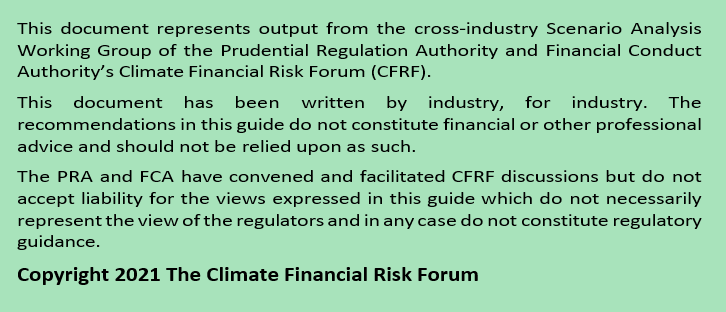 This document represents output from the cross-industry Scenario Analysis
Working Group of the Prudential Regulation Authority and Financial Conduct
Authority’s Climate Financial Risk Forum (CFRF).
This document has been written by industry, for industry. The
recommendations in this guide do not constitute financial or other professional
advice and should not be relied upon as such.
The PRA and FCA have convened and facilitated CFRF discussions but do not
accept liability for the views expressed in this guide which do not necessarily
represent the view of the regulators and in any case do not constitute regulatory
guidance.
Copyright 2021 The Climate Financial Risk Forum